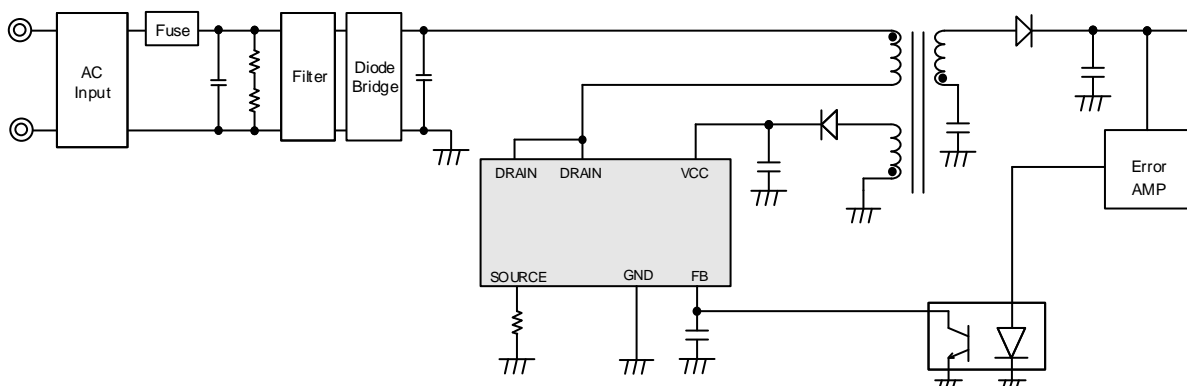 AC
Input
Fuse
Filter
Diode
Bridge
DRAIN
DRAIN
VCC
SOURCE
GND
FB
Error
AMP